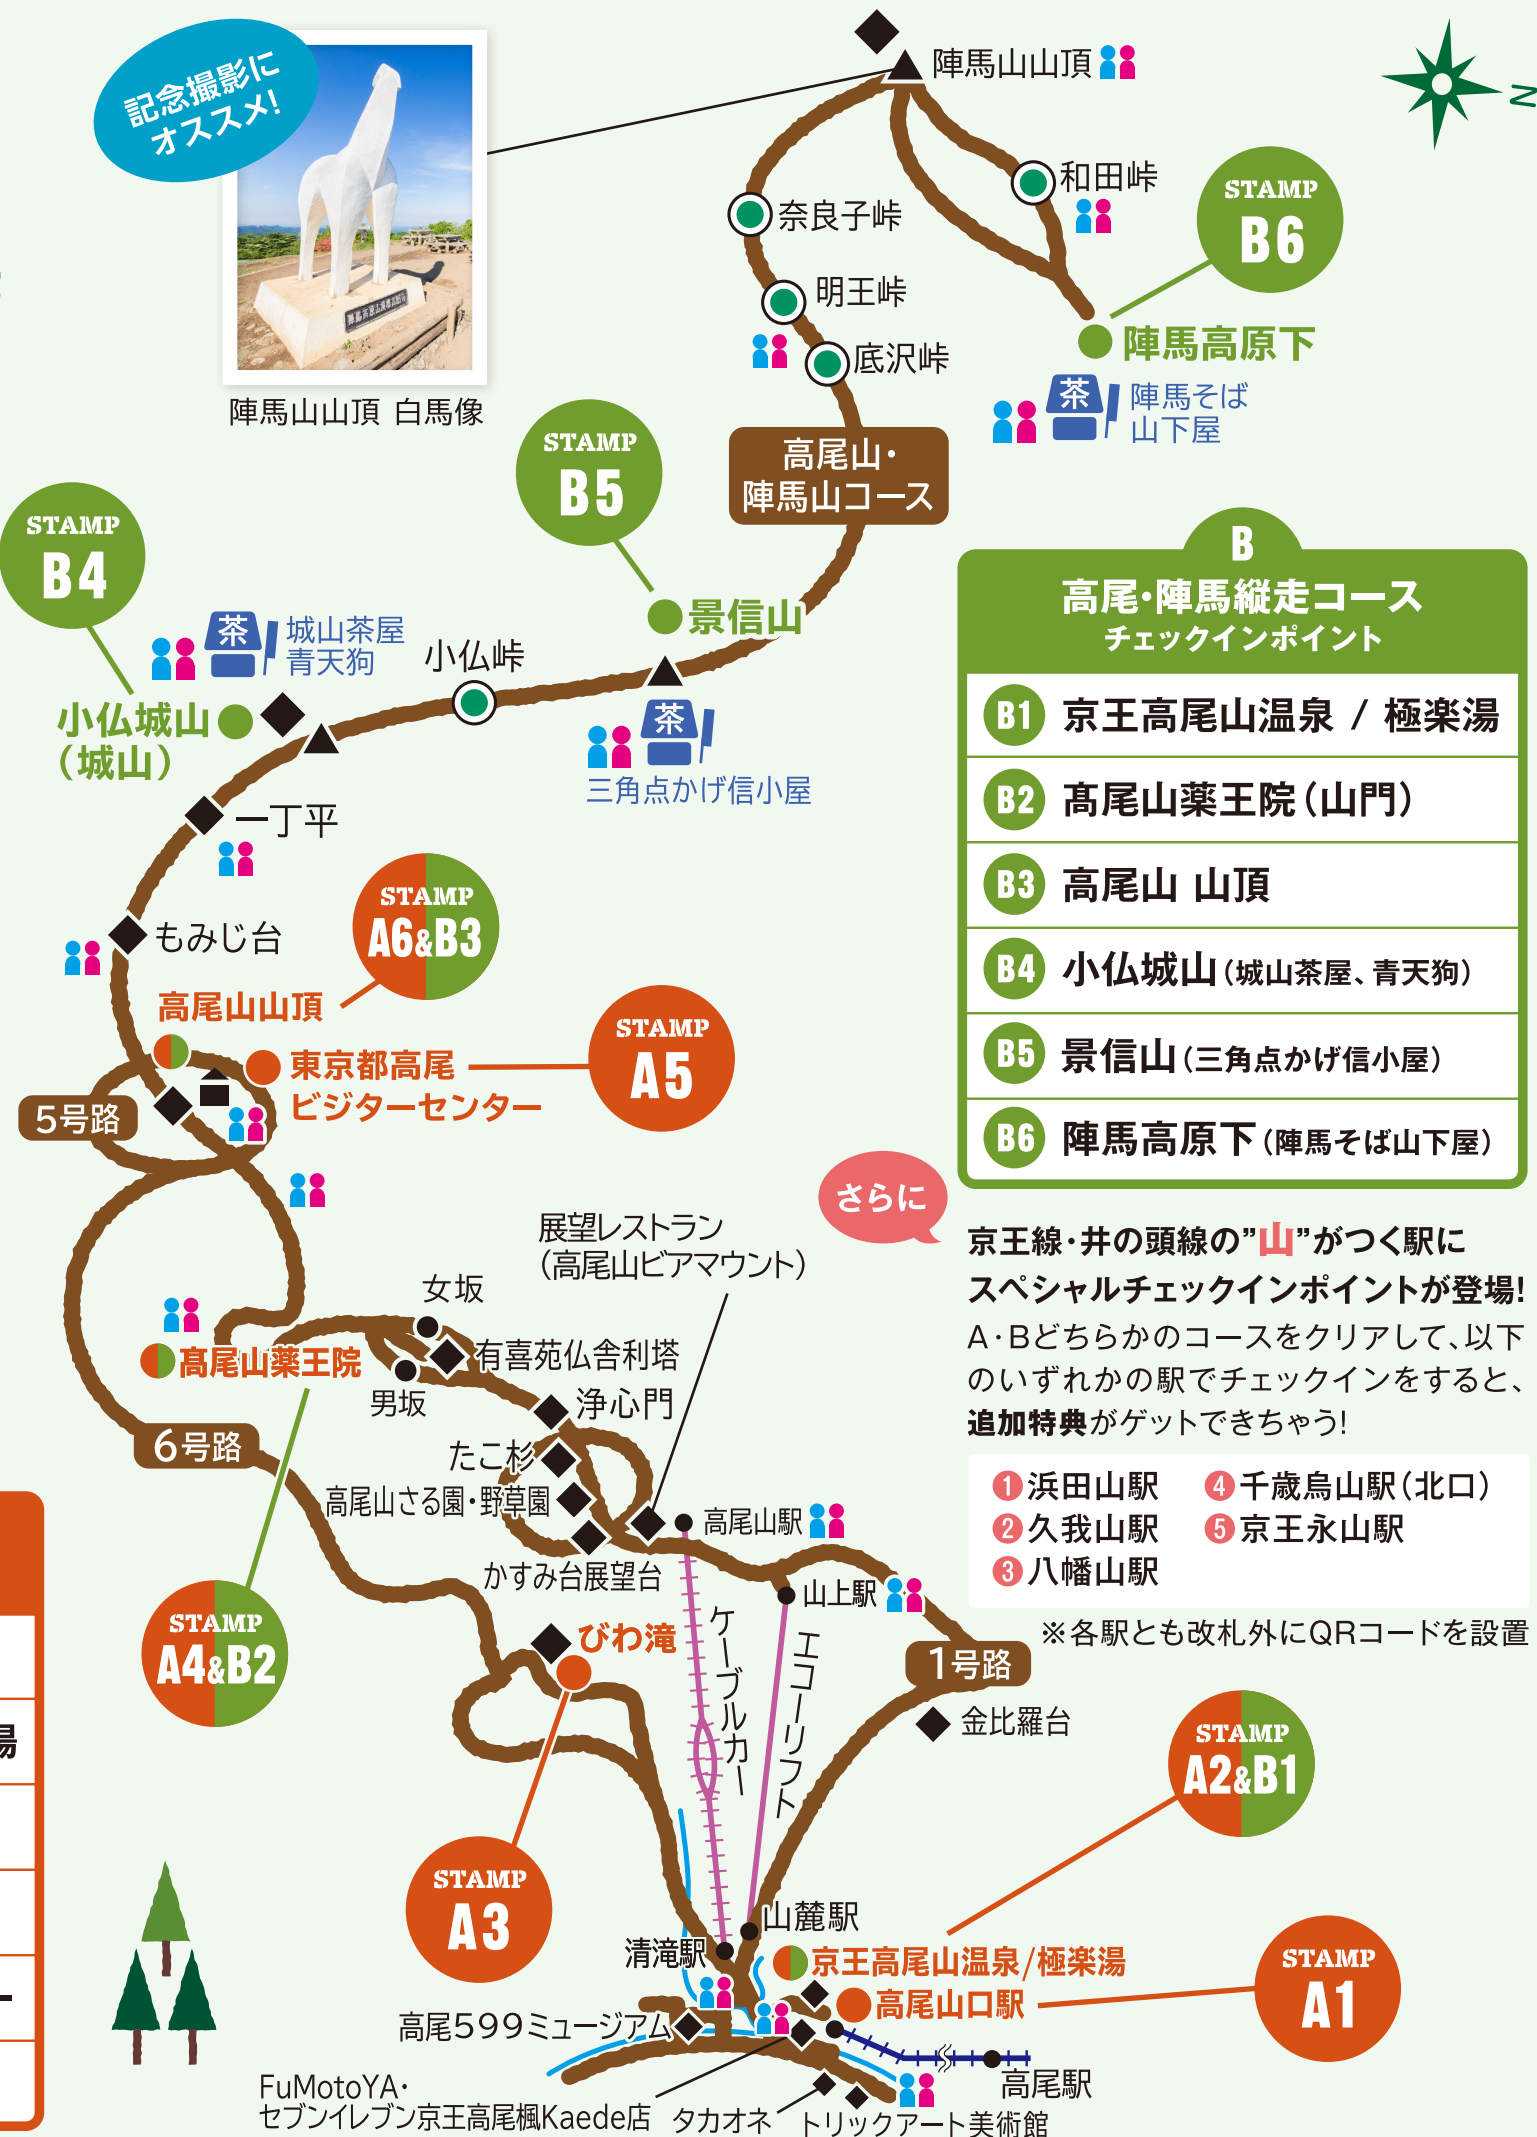 記念撮影に
オススメ!
陣馬山山頂 白馬像
陣馬山山頂
N
和田峠
奈良子峠
明王峠
底沢峠
STAMP
B6
陣馬高原下
茶
陣馬そば
山下屋
高尾山・
陣馬山コース
STAMP
B5
景信山
STAMP
B4
茶
城山茶屋
青天狗
小仏峠
小仏城山
(城山)
茶
三角点かげ信小屋
一丁平
STAMP
A6&B3
もみじ台
高尾山山頂
東京都高尾
ビジターセンター
STAMP
A5
5号路
B
高尾・陣馬縦走コース
チェックインポイント
B1 京王高尾山温泉 / 極楽湯
B2 髙尾山薬王院(山門)
B3 高尾山 山頂
B4 小仏城山(城山茶屋、青天狗)
B5 景信山(三角点かげ信小屋)
B6 陣馬高原下(陣馬そば山下屋)
さらに
京王線・井の頭線の”山”がつく駅に
スペシャルチェックインポイントが登場!
A・Bどちらかのコースをクリアして、以下
のいずれかの駅でチェックインをすると、
追加特典がゲットできちゃう!
1 浜田山駅
2 久我山駅
3 八幡山駅
4 千歳烏山駅(北口)
5 京王永山駅
※各駅とも改札外にQRコードを設置
展望レストラン
(高尾山ビアマウント)
女坂
有喜苑仏舎利塔
髙尾山薬王院
男坂
浄心門
6号路
たこ杉
高尾山さる園・野草園
高尾山駅
かすみ台展望台
山上駅
STAMP
A4&B2
びわ滝
ケーブルカー
エコーリフト
1号路
金比羅台
STAMP
A2&B1
STAMP
A3
山麓駅
清滝駅
京王高尾山温泉/極楽湯
高尾山口駅
STAMP
A1
高尾599ミュージアム
高尾駅
FuMotoYA・
セブンイレブン京王高尾楓Kaede店
タカオネ
トリックアート美術館
湯
ー